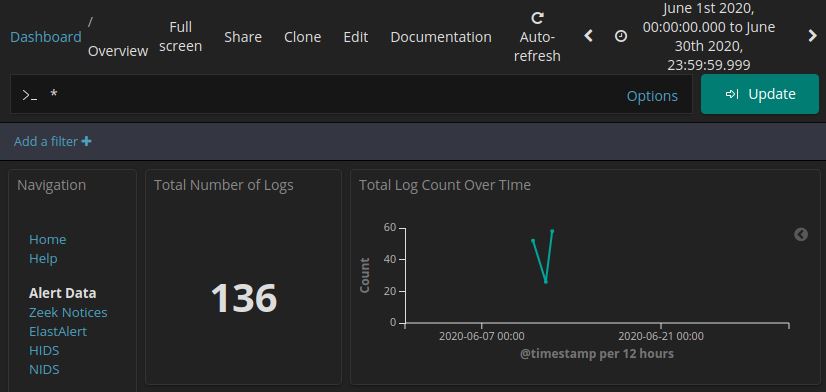 Dashboard / Overview
Full screen
Share
Clone
Edit
Documentation
Auto-refresh
June 1st 2020,
00:00:00.000 to June
30th 2020,
23:59:59.999
>_ *
Options
Update
Add a filter +
Navigation
Home
Help
Alert Data
Zeek Notices
ElastAlert
HIDS
NIDS
Total Number of Logs
136
Total Log Count Over TIme
Count
60
40
20
0
2020-06-07 00:00
2020-06-21 00:00
@timestamp per 12 hours